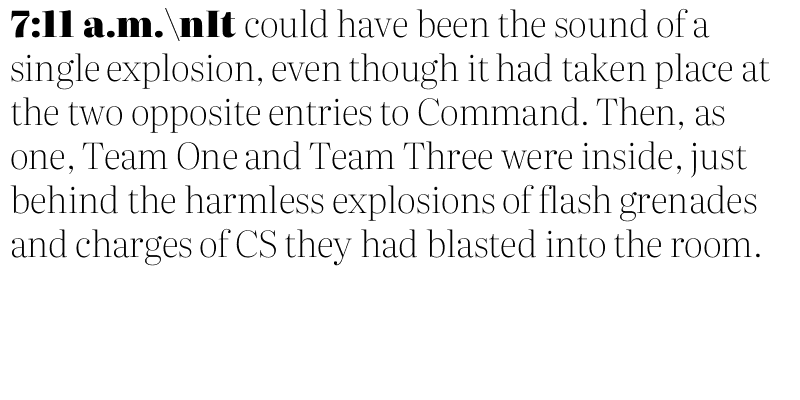 7:11 a.m.\nIt could have been the sound of a
single explosion, even though it had taken place at
the two opposite entries to Command. Then, as
one, Team One and Team Three were inside, just
behind the harmless explosions of flash grenades
and charges of CS they had blasted into the room.